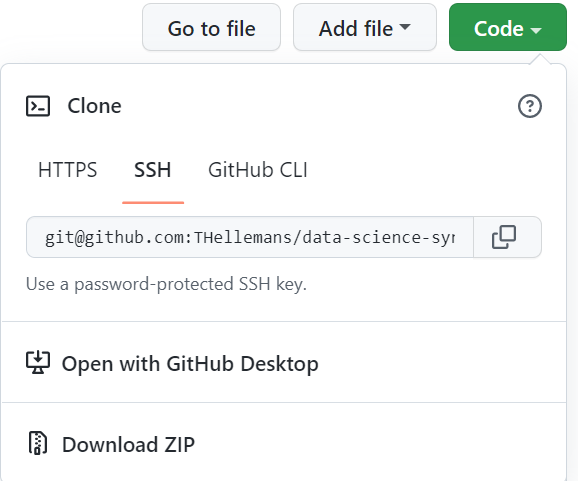 Go to file Add file Code
Clone
HTTPS SSH GitHub CLI
git@github.com:THellemans/data-science-syn
Use a password-protected SSH key.
Open with GitHub Desktop
Download ZIP